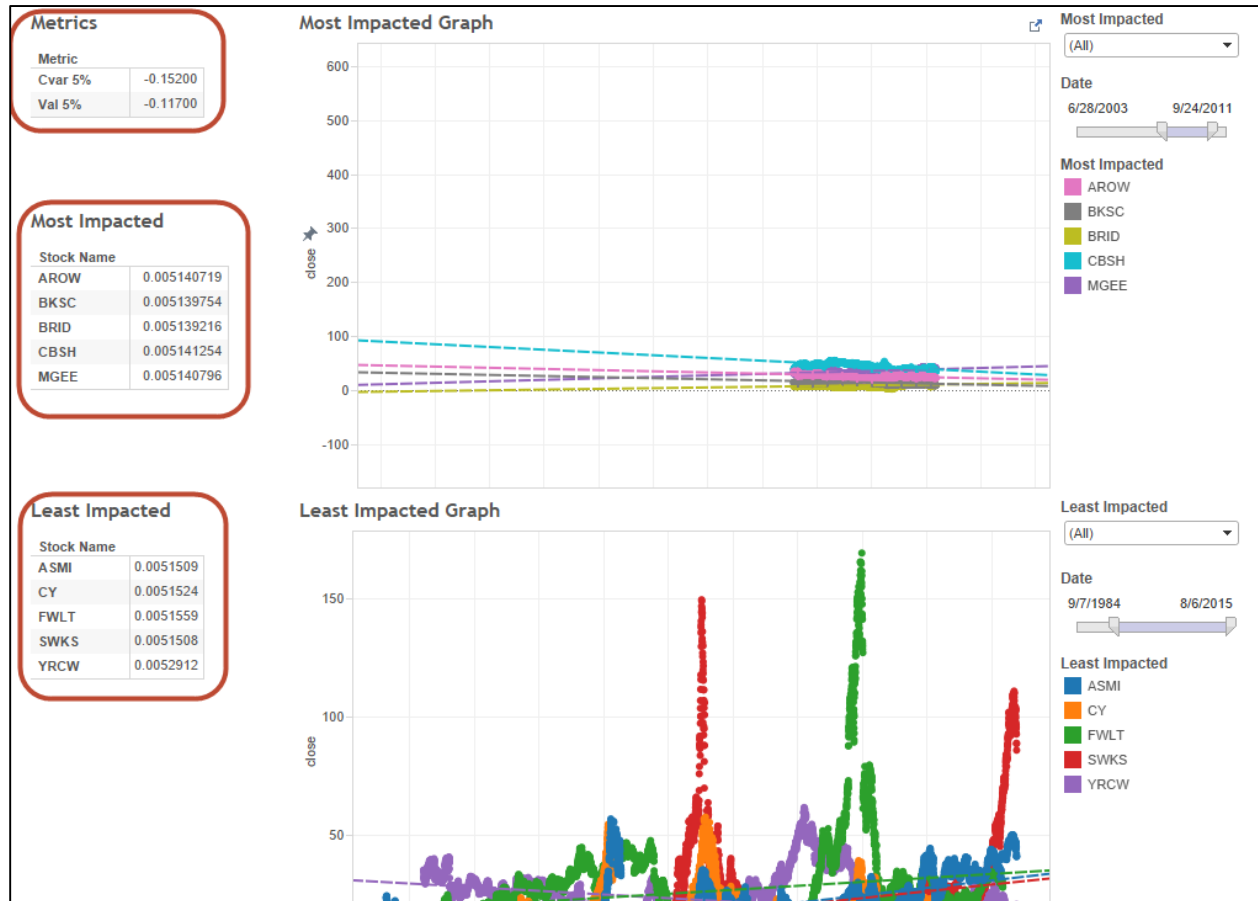 Metrics
Metric
Cvar 5% -0.15200
Val 5% -0.11700
Most Impacted
Stock Name
AROW 0.005140719
BKSC 0.005139754
BRID 0.005139216
CBSH 0.005141254
MGEE 0.005140796
Least Impacted
Stock Name
ASMI 0.0051509
CY 0.0051524
FWLT 0.0051559
SWKS 0.0051508
YRCW 0.0052912
Most Impacted Graph
600
500
400
300
200
100
0
-100
close
Most Impacted
(All)
Date
6/28/2003 9/24/2011
Most Impacted
AROW
BKSC
BRID
CBSH
MGEE
Least Impacted Graph
150
100
50
close
Least Impacted
(All)
Date
9/7/1984 8/6/2015
Least Impacted
ASMI
CY
FWLT
SWKS
YRCW